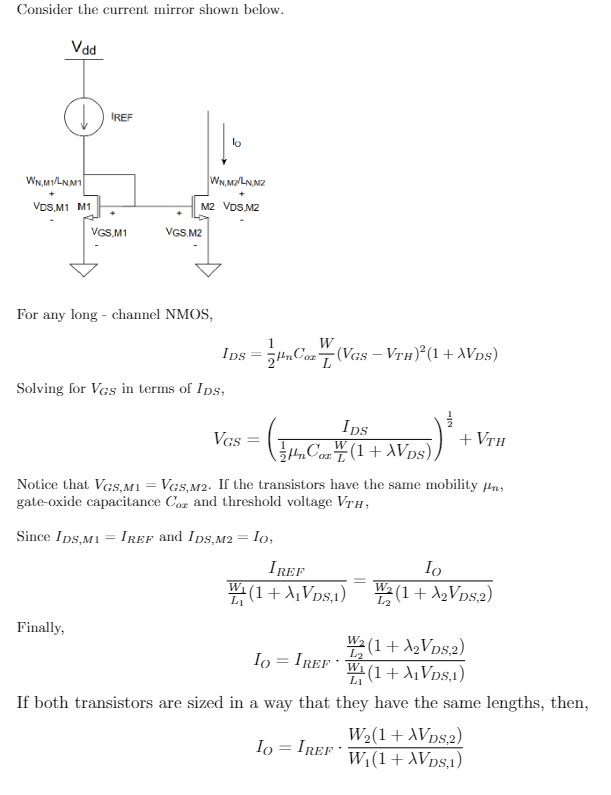 Consider the current mirror shown below.
Vdd
IREF
IO
WN,M1/LN,M1
+
VDS,M1
-
M1
+
VGS,M1
-
+
VGS,M2
-
WN,M2/LN,M2
+
M2
VDS,M2
-
For any long - channel NMOS,
I_{DS} = \frac{1}{2}\mu_n C_{ox}\frac{W}{L}(V_{GS} - V_{TH})^2(1 + \lambda V_{DS})
Solving for V_{GS} in terms of I_{DS},
V_{GS} = \left(\frac{I_{DS}}{\frac{1}{2}\mu_n C_{ox}\frac{W}{L}(1 + \lambda V_{DS})}\right)^{\frac{1}{2}} + V_{TH}
Notice that V_{GS,M1} = V_{GS,M2}. If the transistors have the same mobility \mu_n,
gate-oxide capacitance C_{ox} and threshold voltage V_{TH},
Since I_{DS,M1} = I_{REF} and I_{DS,M2} = I_O,
\frac{I_{REF}}{\frac{W_1}{L_1}(1 + \lambda_1 V_{DS,1})} = \frac{I_O}{\frac{W_2}{L_2}(1 + \lambda_2 V_{DS,2})}
Finally,
I_O = I_{REF} \cdot \frac{\frac{W_2}{L_2}(1 + \lambda_2 V_{DS,2})}{\frac{W_1}{L_1}(1 + \lambda_1 V_{DS,1})}
If both transistors are sized in a way that they have the same lengths, then,
I_O = I_{REF} \cdot \frac{W_2(1 + \lambda V_{DS,2})}{W_1(1 + \lambda V_{DS,1})}